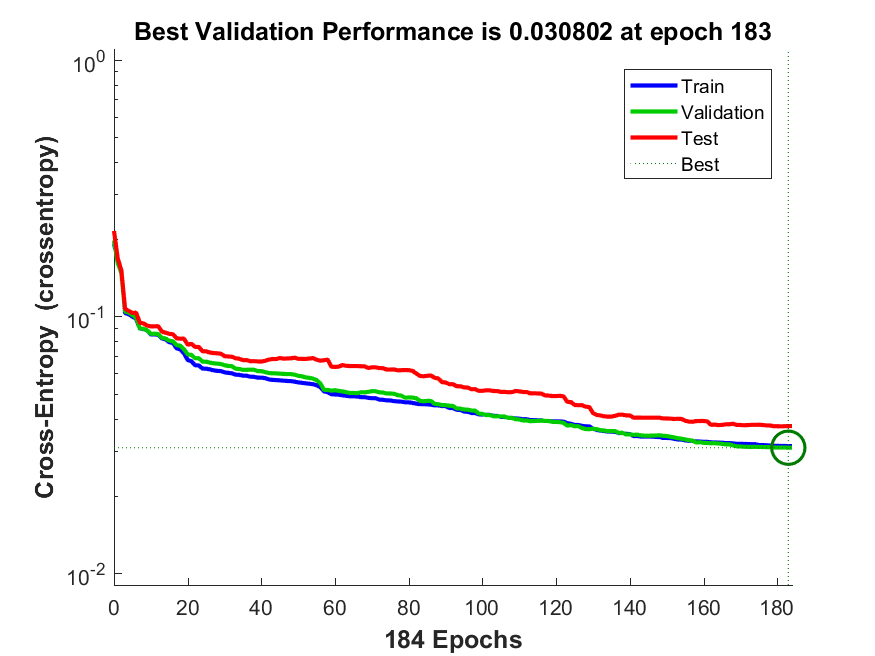 Best Validation Performance is 0.030802 at epoch 183
10^0
10^-1
10^-2
Cross-Entropy (crossentropy)
Train
Validation
Test
Best
0 20 40 60 80 100 120 140 160 180
184 Epochs